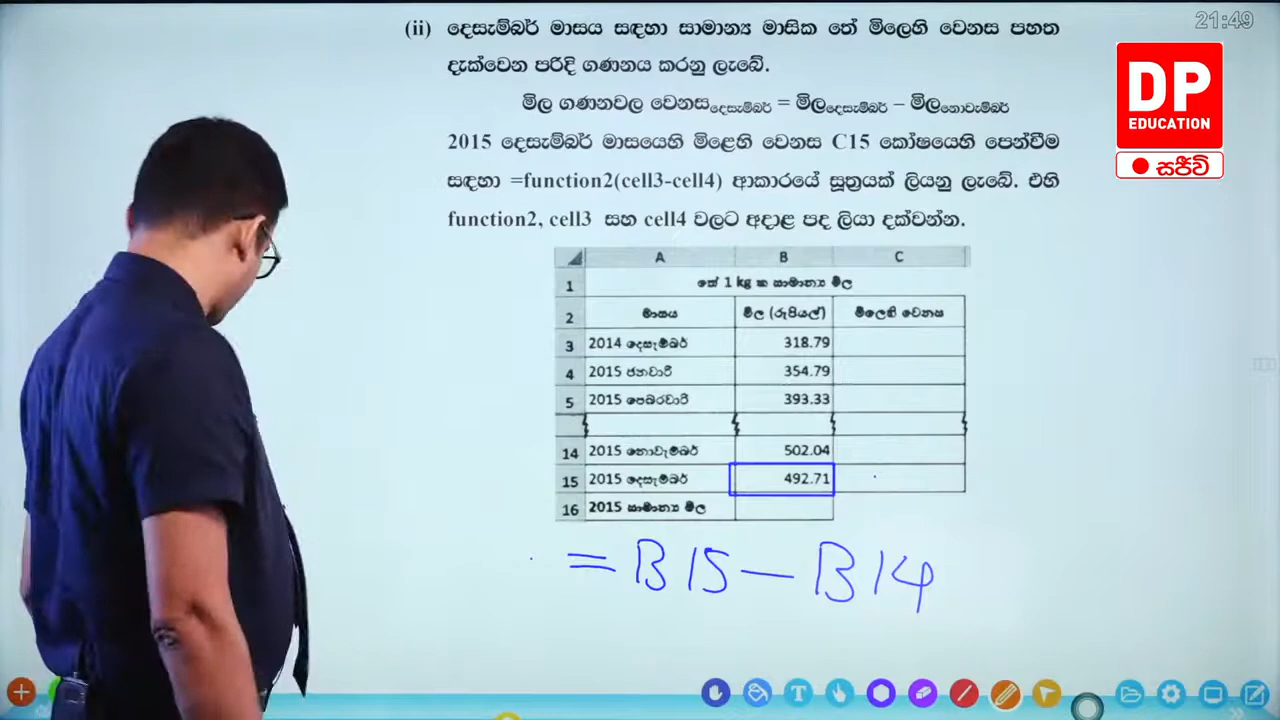 21:49
(ii) දෙසැම්බර් මාසය සඳහා සාමාන්‍ය මාසික තේ මිලෙහි වෙනස පහත
දැක්වෙන පරිදි ගණනය කරනු ලැබේ.
මිල ගණනවල වෙනසදෙසැම්බර් = මිලදෙසැම්බර් – මිලනොවැම්බර්
2015 දෙසැම්බර් මාසයෙහි මිළෙහි වෙනස C15 කෝෂයෙහි පෙන්වීම
සඳහා =function2(cell3-cell4) ආකාරයේ සූත්‍රයක් ලියනු ලැබේ. එහි
function2, cell3 සහ cell4 වලට අදාළ පද ලියා දක්වන්න.
DP
EDUCATION
සජීවි
A B C
1 තේ 1 kg ක සාමාන්‍ය මිල
2 මාසය මිල (රුපියල්) මිලෙහි වෙනස
3 2014 දෙසැම්බර් 318.79
4 2015 ජනවාරි 354.79
5 2015 පෙබරවාරි 393.33
14 2015 නොවැම්බර් 502.04
15 2015 දෙසැම්බර් 492.71
16 2015 සාමාන්‍ය මිල
= B15 – B14